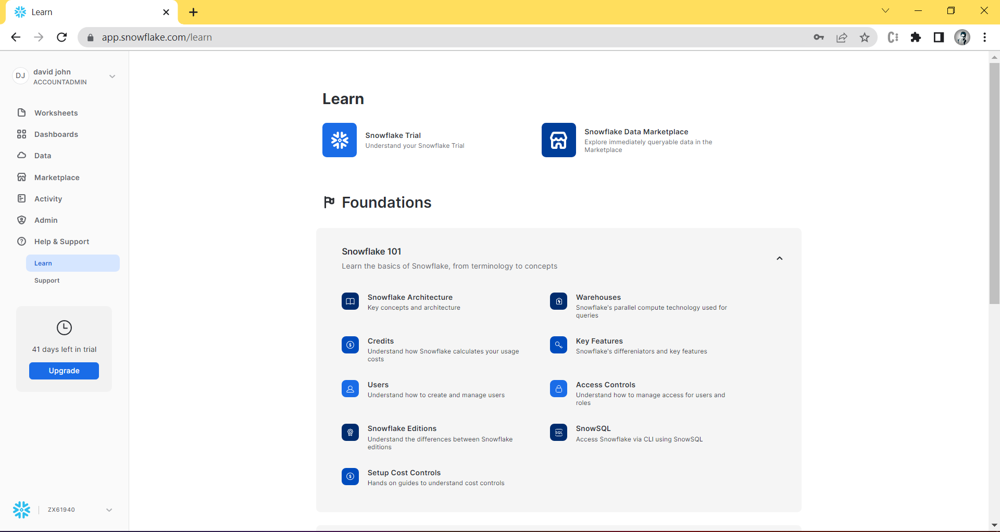 Learn
app.snowflake.com/learn
DJ
david john
ACCOUNTADMIN
Worksheets
Dashboards
Data
Marketplace
Activity
Admin
Help & Support
Learn
Support
41 days left in trial
Upgrade
ZX61940
Learn
Snowflake Trial
Understand your Snowflake Trial
Snowflake Data Marketplace
Explore immediately queryable data in the
Marketplace
Foundations
Snowflake 101
Learn the basics of Snowflake, from terminology to concepts
Snowflake Architecture
Key concepts and architecture
Warehouses
Snowflake's parallel compute technology used for
queries
Credits
Understand how Snowflake calculates your usage
costs
Key Features
Snowflake's differeniators and key features
Users
Understand how to create and manage users
Access Controls
Understand how to manage access for users and
roles
Snowflake Editions
Understand the differences between Snowflake
editions
SQL
SnowSQL
Access Snowflake via CLI using SnowSQL
Setup Cost Controls
Hands on guides to understand cost controls